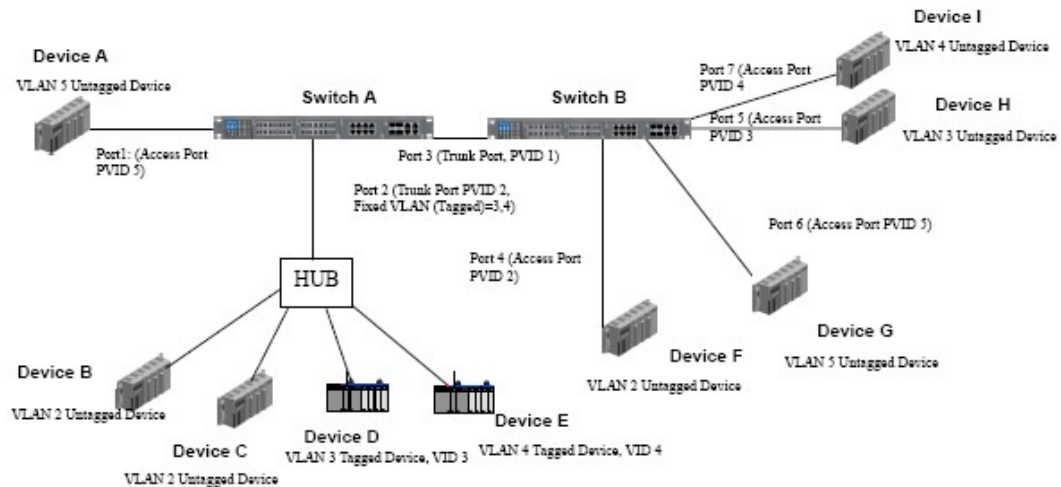 Device A
VLAN 5 Untagged Device
Port1: (Access Port
PVID 5)
Switch A
Switch B
Port 3 (Trunk Port, PVID 1)
Port 2 (Trunk Port PVID 2,
Fixed VLAN (Tagged)=3,4)
Port 7 (Access Port
PVID 4
Device I
VLAN 4 Untagged Device
Port 5 (Access Port
PVID 3
Device H
VLAN 3 Untagged Device
Port 6 (Access Port PVID 5)
Port 4 (Access Port
PVID 2)
HUB
Device B
VLAN 2 Untagged Device
Device C
VLAN 2 Untagged Device
Device D
VLAN 3 Tagged Device, VID 3
Device E
VLAN 4 Tagged Device, VID 4
Device F
VLAN 2 Untagged Device
Device G
VLAN 5 Untagged Device